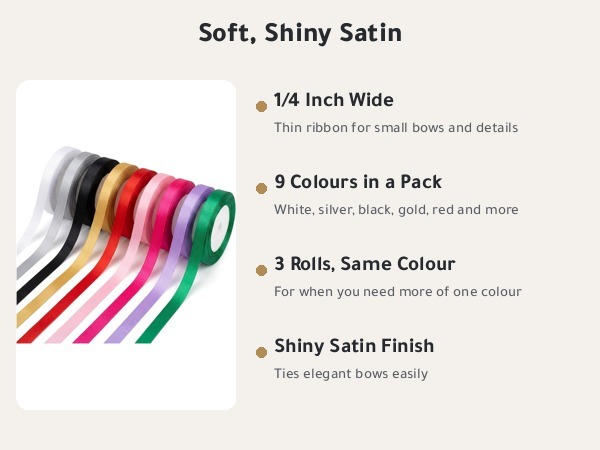 Soft, Shiny Satin
1/4 Inch Wide
Thin ribbon for small bows and details
9 Colours in a Pack
White, silver, black, gold, red and more
3 Rolls, Same Colour
For when you need more of one colour
Shiny Satin Finish
Ties elegant bows easily